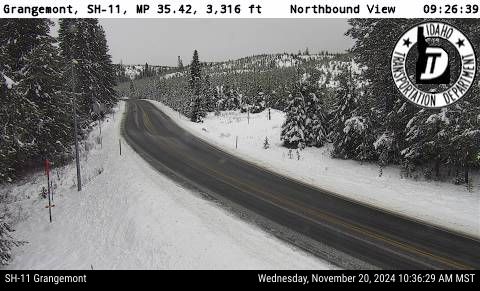 Grangemont, SH-11, MP 35.42, 3,316 ft Northbound View 09:26:39
IDAHO
TRANSPORTATION DEPARTMENT
SH-11 Grangemont Wednesday, November 20, 2024 10:36:29 AM MST